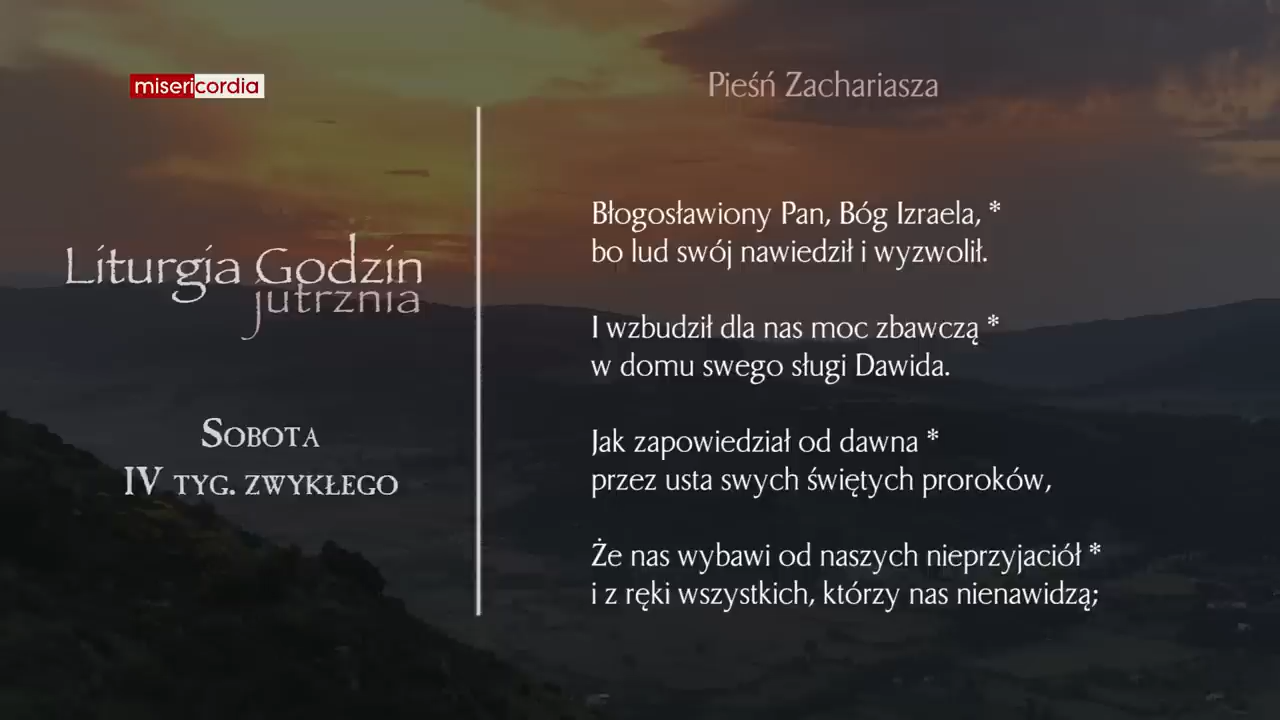 misericordia
Liturgia Godzin
jutrznia
Sobota
IV tyg. zwykłego
Pieśń Zachariasza
Błogosławiony Pan, Bóg Izraela, *
bo lud swój nawiedził i wyzwolił.
I wzbudził dla nas moc zbawczą *
w domu swego sługi Dawida.
Jak zapowiedział od dawna *
przez usta swych świętych proroków,
Że nas wybawi od naszych nieprzyjaciół *
i z ręki wszystkich, którzy nas nienawidzą;